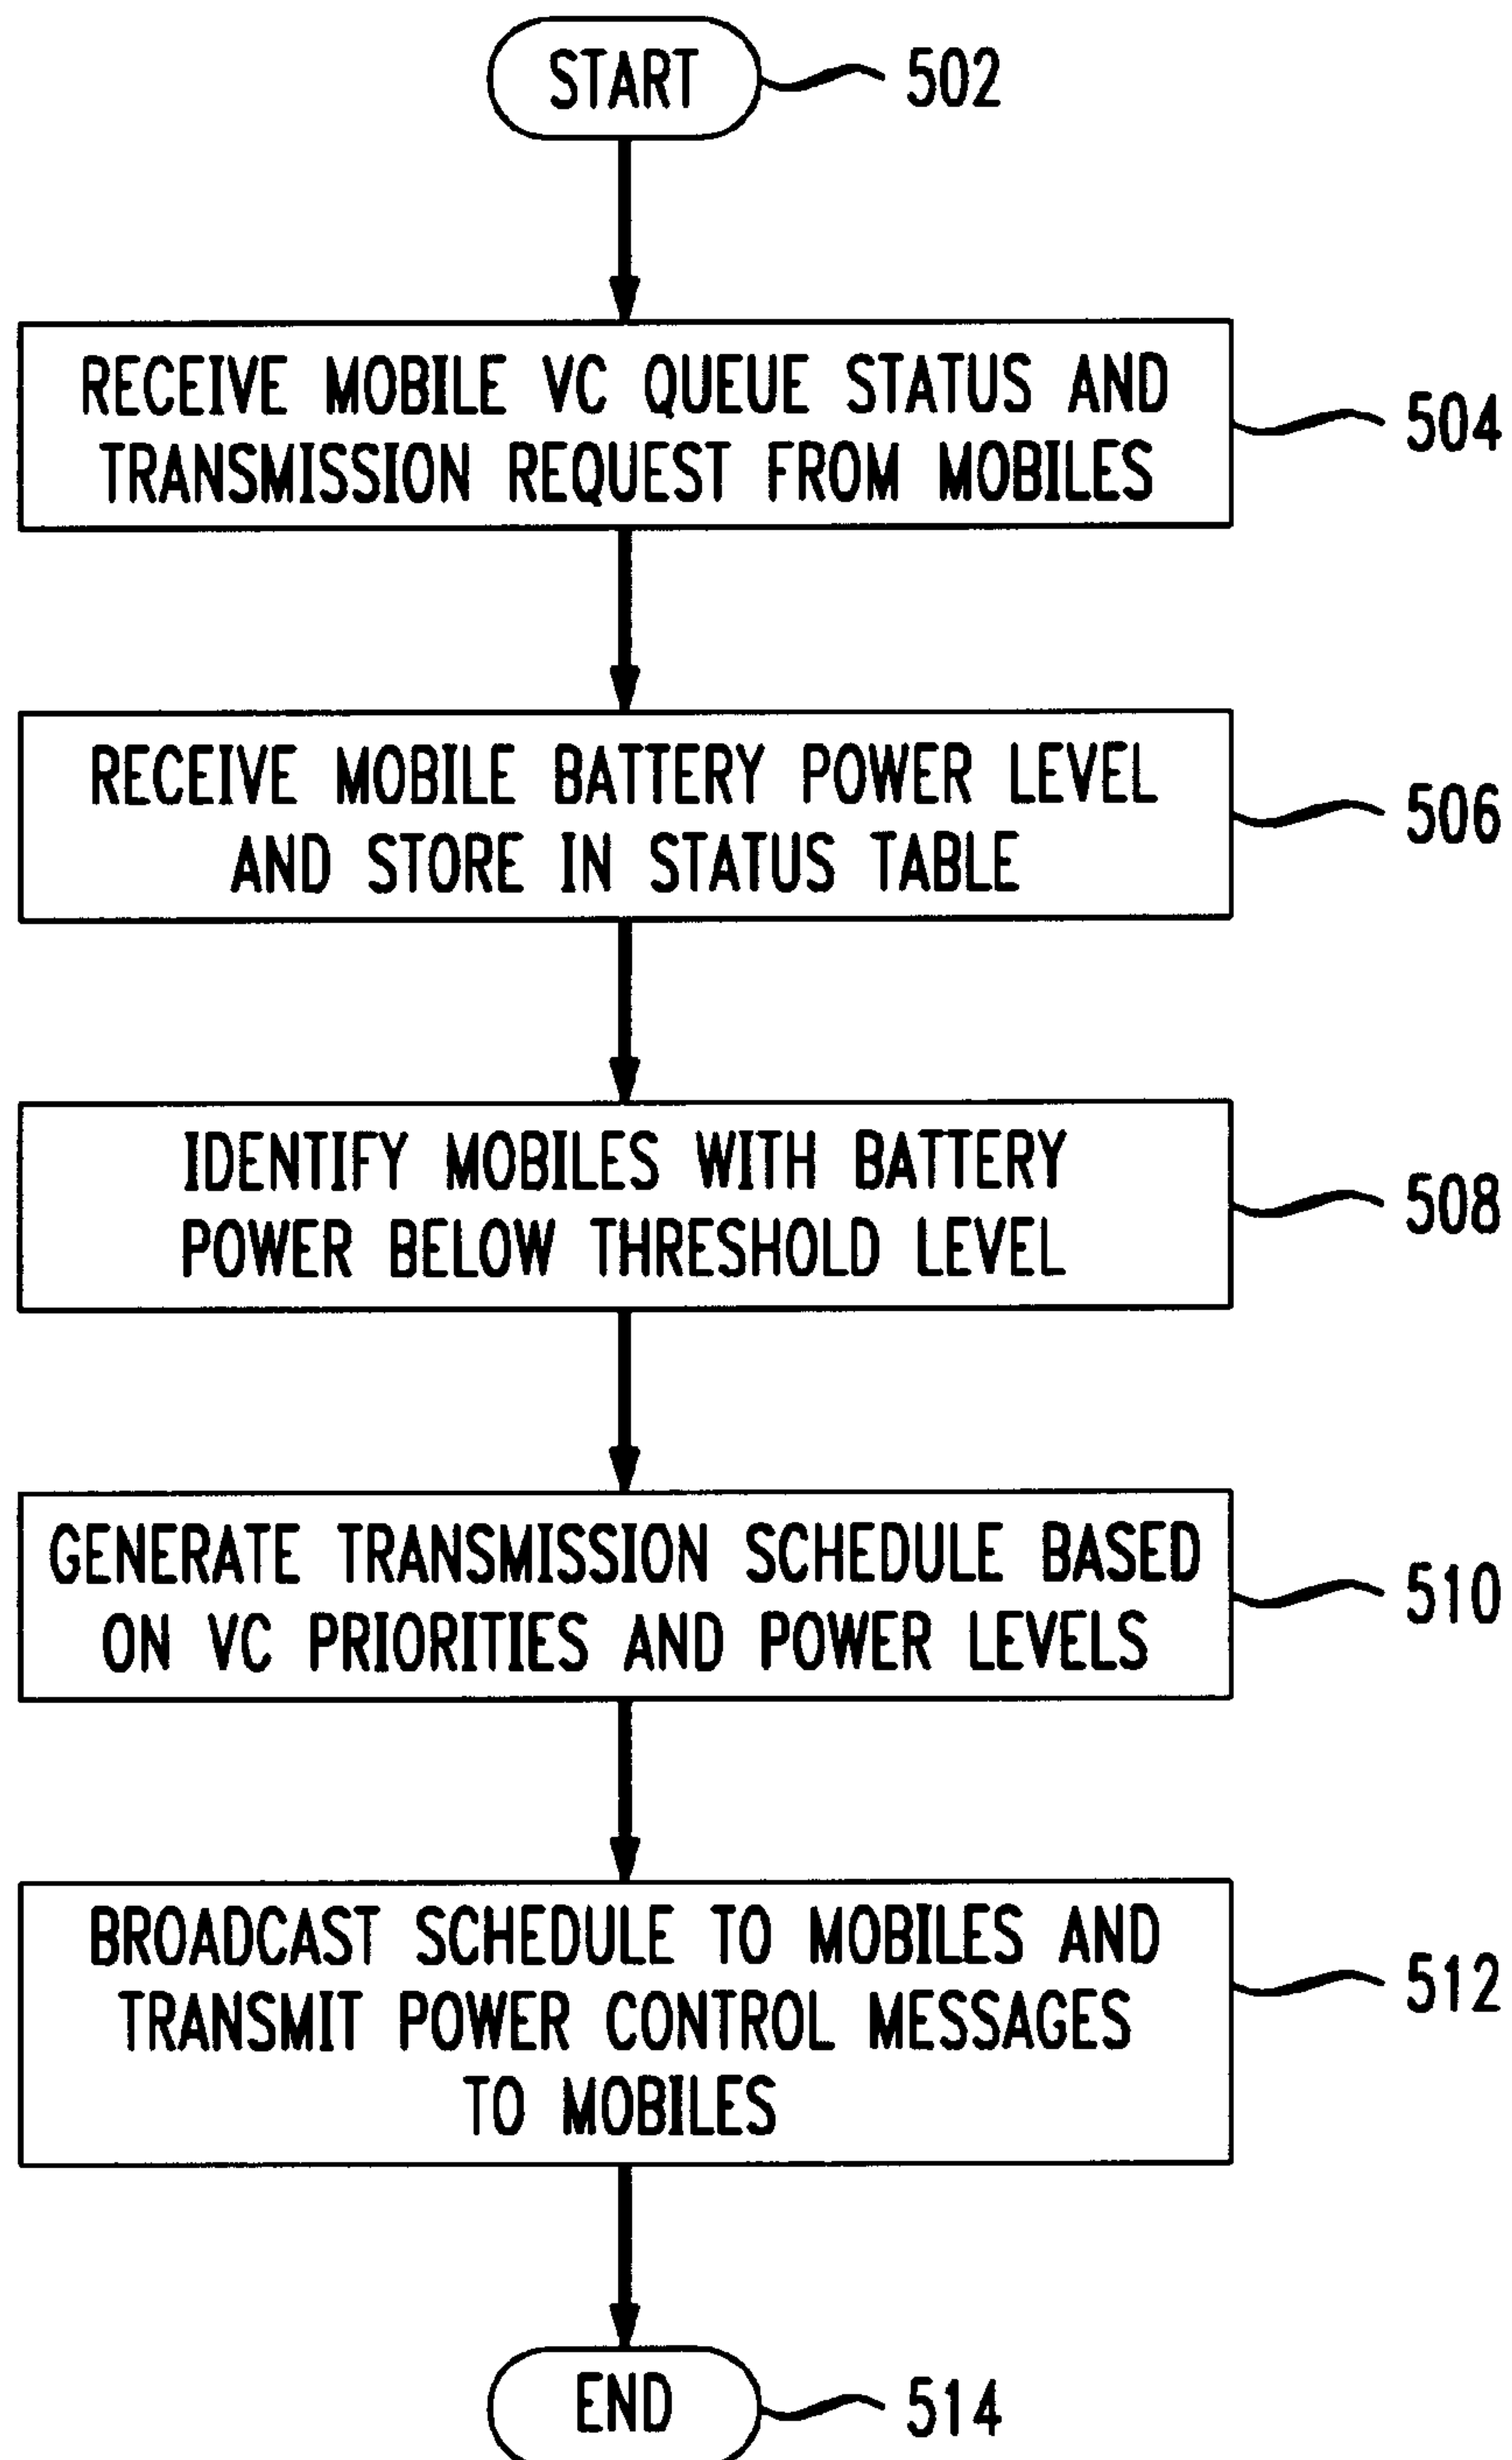 START
502
RECEIVE MOBILE VC QUEUE STATUS AND
TRANSMISSION REQUEST FROM MOBILES
504
RECEIVE MOBILE BATTERY POWER LEVEL
AND STORE IN STATUS TABLE
506
IDENTIFY MOBILES WITH BATTERY
POWER BELOW THRESHOLD LEVEL
508
GENERATE TRANSMISSION SCHEDULE BASED
ON VC PRIORITIES AND POWER LEVELS
510
BROADCAST SCHEDULE TO MOBILES AND
TRANSMIT POWER CONTROL MESSAGES
TO MOBILES
512
END
514